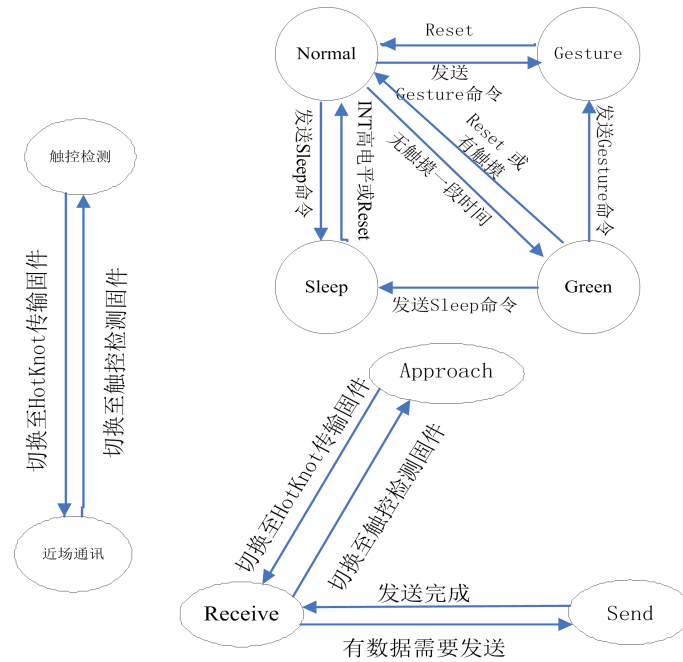 Reset
Normal
Gesture
发送
Gesture命令
Reset 或
有触摸
无触摸一段时间
发送Sleep命令
INT高电平或Reset
发送Gesture命令
Sleep
Green
发送Sleep命令
触控检测
切换至HotKnot传输固件
切换至触控检测固件
近场通讯
Approach
切换至HotKnot传输固件
切换至触控检测固件
Receive
发送完成
Send
有数据需要发送